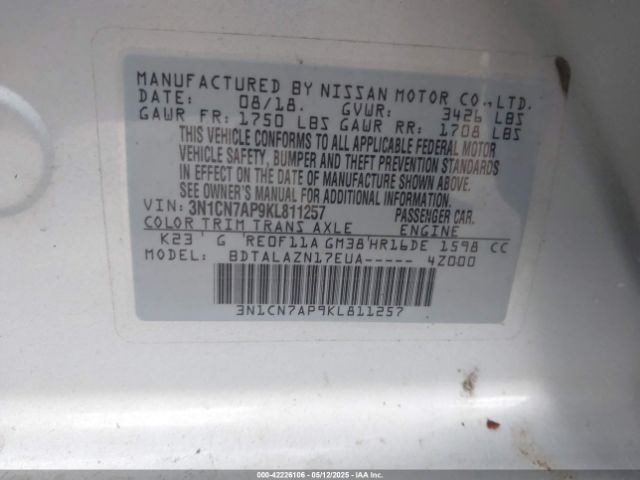 MANUFACTURED BY NISSAN MOTOR CO., LTD.
DATE: 08/18. GVWR: 3426 LBS
GAWR FR: 1750 LBS GAWR RR: 1708 LBS
THIS VEHICLE CONFORMS TO ALL APPLICABLE FEDERAL MOTOR
VEHICLE SAFETY, BUMPER AND THEFT PREVENTION STANDARDS
IN EFFECT ON THE DATE OF MANUFACTURE SHOWN ABOVE.
SEE OWNER'S MANUAL FOR ADDITIONAL INFORMATION.
VIN: 3N1CN7AP9KL811257 PASSENGER CAR.
COLOR TRIM TRANS AXLE ENGINE
K23 G RE0F11A GM38 HR16DE 1598 CC
MODEL: BDTALAZN17EUA----- 4Z000
3N1CN7AP9KL811257
000-42226106 - 05/12/2025 - Copyright 2025 IAA, LLC.